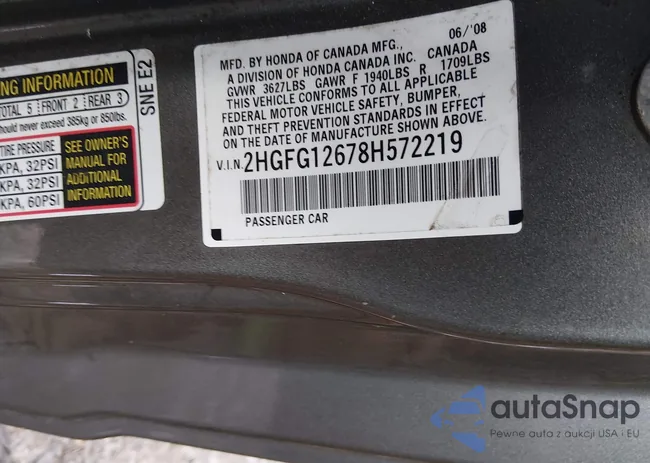 NG INFORMATION
TOTAL 5 FRONT 2 REAR 3
should never exceed 385kg or 850lbs.
TIRE PRESSURE
KPA, 32PSI
KPA, 32PSI
KPA, 60PSI
SEE OWNER'S
MANUAL FOR
ADDITIONAL
INFORMATION
SNE E2
06/'08
MFD. BY HONDA OF CANADA MFG.,
A DIVISION OF HONDA CANADA INC. CANADA
GVWR 3627LBS GAWR F 1940LBS R 1709LBS
THIS VEHICLE CONFORMS TO ALL APPLICABLE
FEDERAL MOTOR VEHICLE SAFETY, BUMPER,
AND THEFT PREVENTION STANDARDS IN EFFECT
ON THE DATE OF MANUFACTURE SHOWN ABOVE.
V.I.N. 2HGFG12678H572219
PASSENGER CAR
autaSnap
Pewne auta z aukcji USA i EU